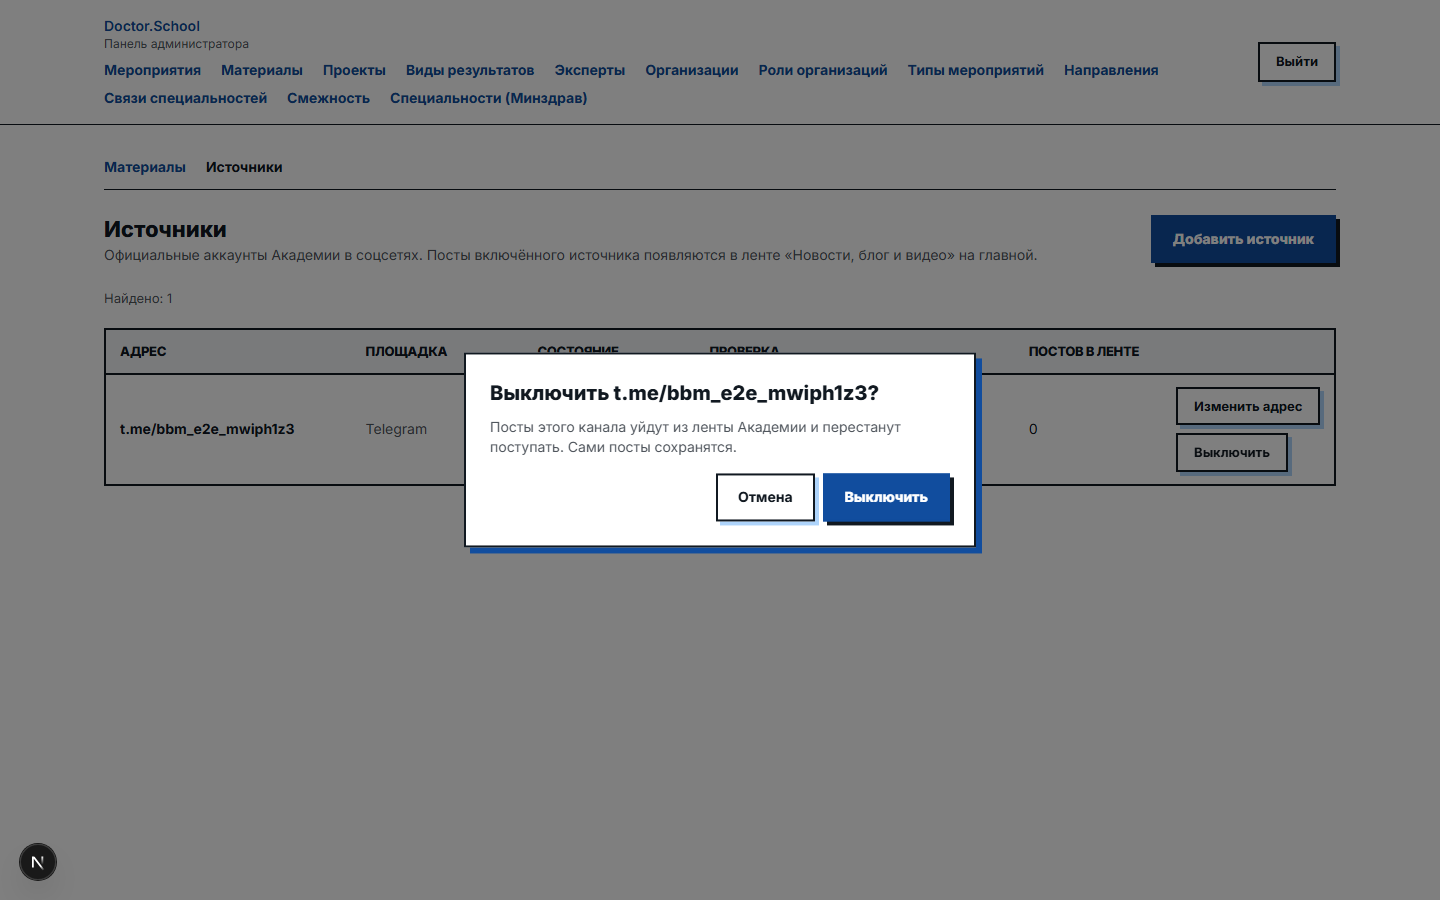 Doctor.School
Панель администратора
Мероприятия Материалы Проекты Виды результатов Эксперты Организации Роли организаций Типы мероприятий Направления
Связи специальностей Смежность Специальности (Минздрав)
Выйти
Материалы Источники
Источники
Официальные аккаунты Академии в соцсетях. Посты включённого источника появляются в ленте «Новости, блог и видео» на главной.
Добавить источник
Найдено: 1
АДРЕС ПЛОЩАДКА СОСТОЯНИЕ ПРОВЕРКА ПОСТОВ В ЛЕНТЕ
t.me/bbm_e2e_mwiph1z3 Telegram 0
Изменить адрес
Выключить
Выключить t.me/bbm_e2e_mwiph1z3?
Посты этого канала уйдут из ленты Академии и перестанут
поступать. Сами посты сохранятся.
Отмена Выключить
N